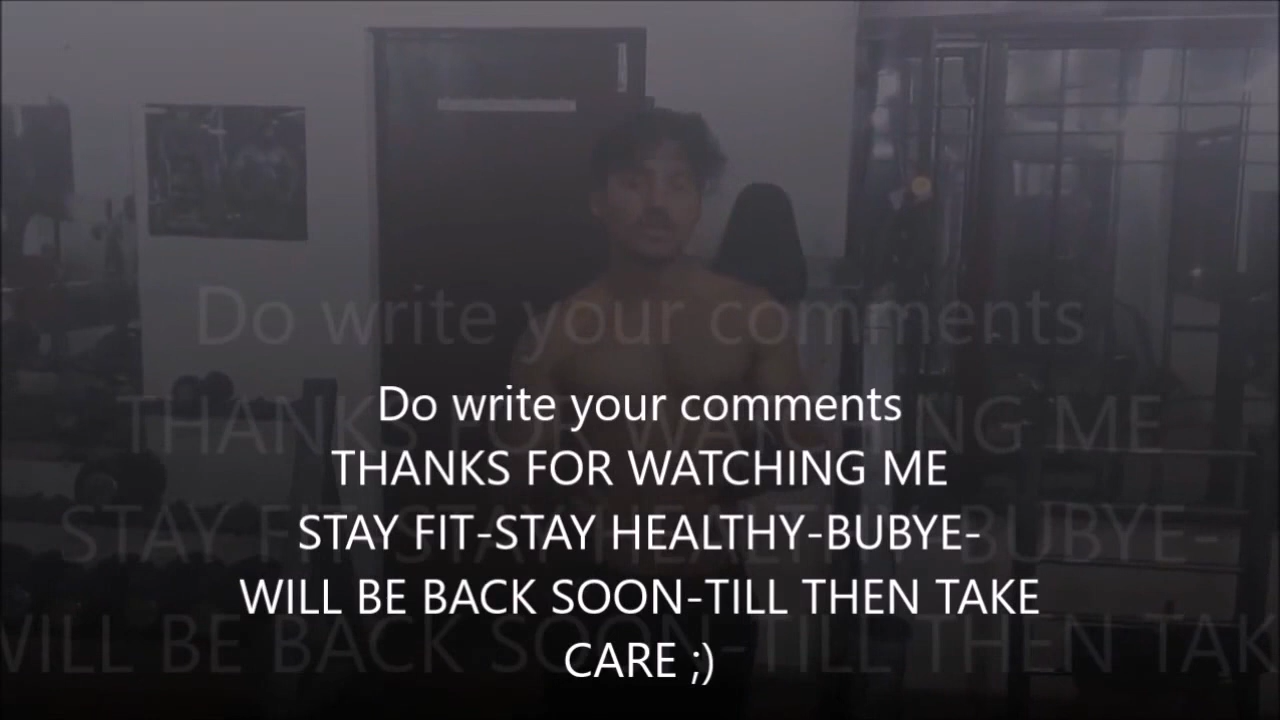 Do write your comments
THANKS FOR WATCHING ME
STAY FIT-STAY HEALTHY-BUBYE-
WILL BE BACK SOON-TILL THEN TAKE
CARE ;)